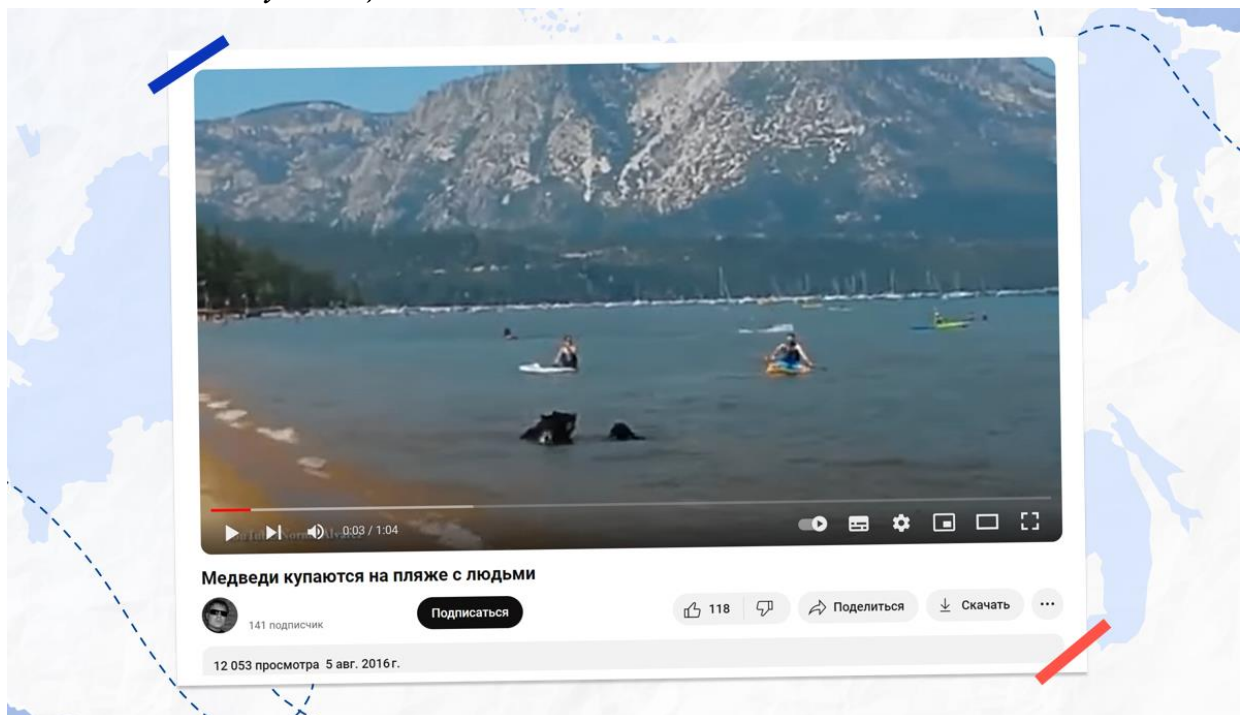 0:03 / 1:04
Медведи купаются на пляже с людьми
141 подписчик
Подписаться
118
Поделиться
Скачать
12 053 просмотра 5 авг. 2016 г.